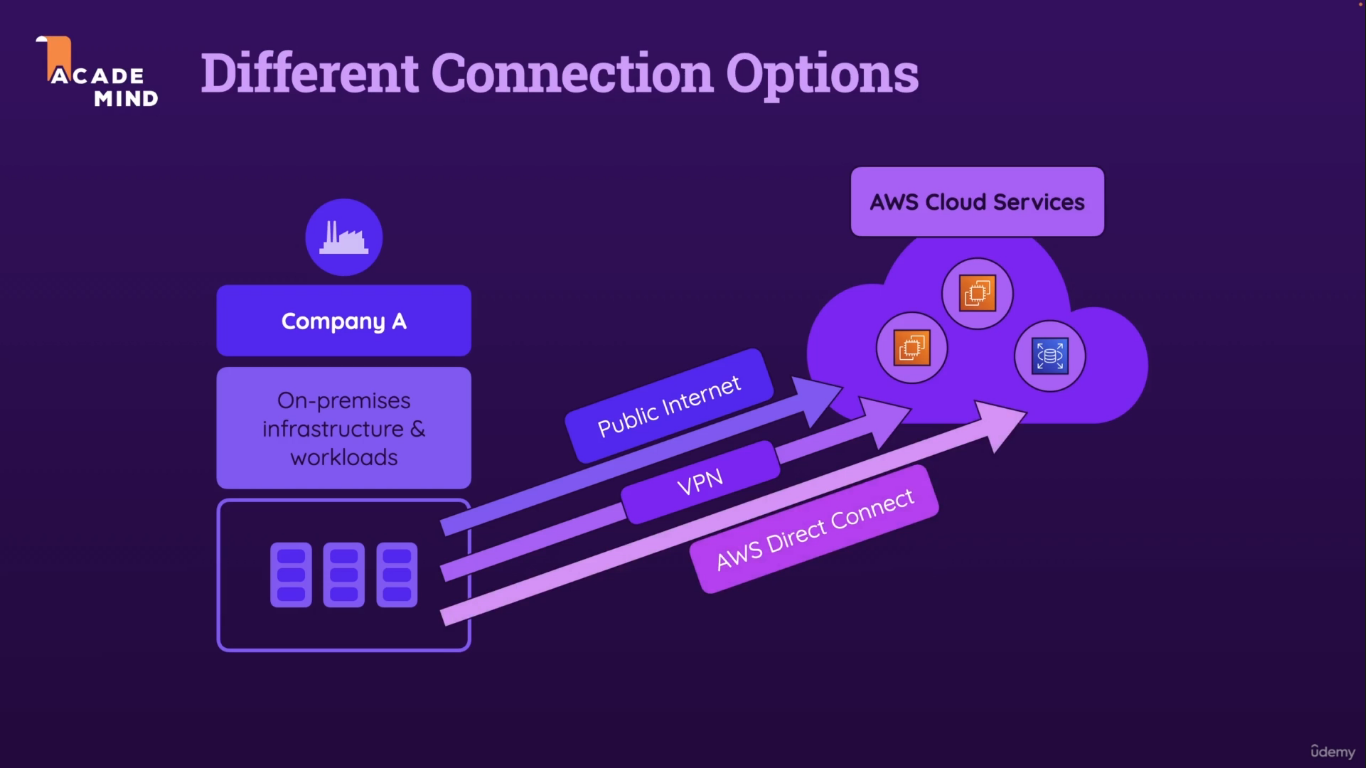 ACADE
MIND
Different Connection Options
AWS Cloud Services
Company A
On-premises
infrastructure &
workloads
Public Internet
VPN
AWS Direct Connect
ûdemy